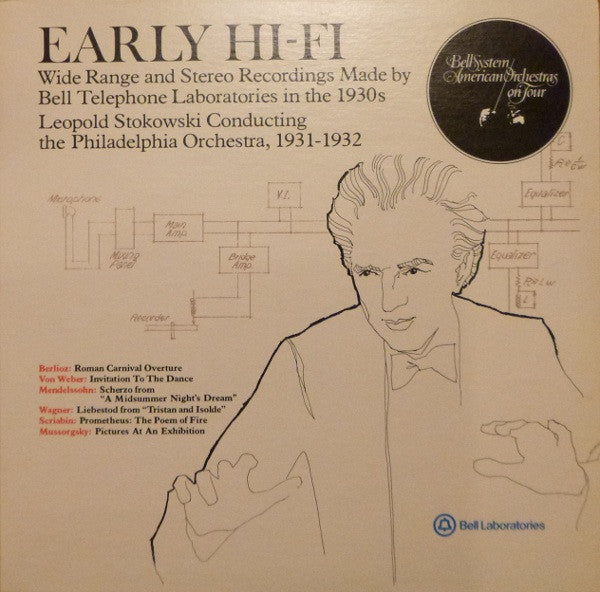 EARLY HI-FI
Wide Range and Stereo Recordings Made by
Bell Telephone Laboratories in the 1930s
Leopold Stokowski Conducting
the Philadelphia Orchestra, 1931-1932
Bell System
American Orchestras
on Tour
Microphone
Mixing
Panel
Main
Amp.
V.I.
Bridge
Amp.
Recorder
C
Equalizer
Equalizer
L
Berlioz: Roman Carnival Overture
Von Weber: Invitation To The Dance
Mendelssohn: Scherzo from
"A Midsummer Night's Dream"
Wagner: Liebestod from "Tristan and Isolde"
Scriabin: Prometheus: The Poem of Fire
Mussorgsky: Pictures At An Exhibition
Bell Laboratories